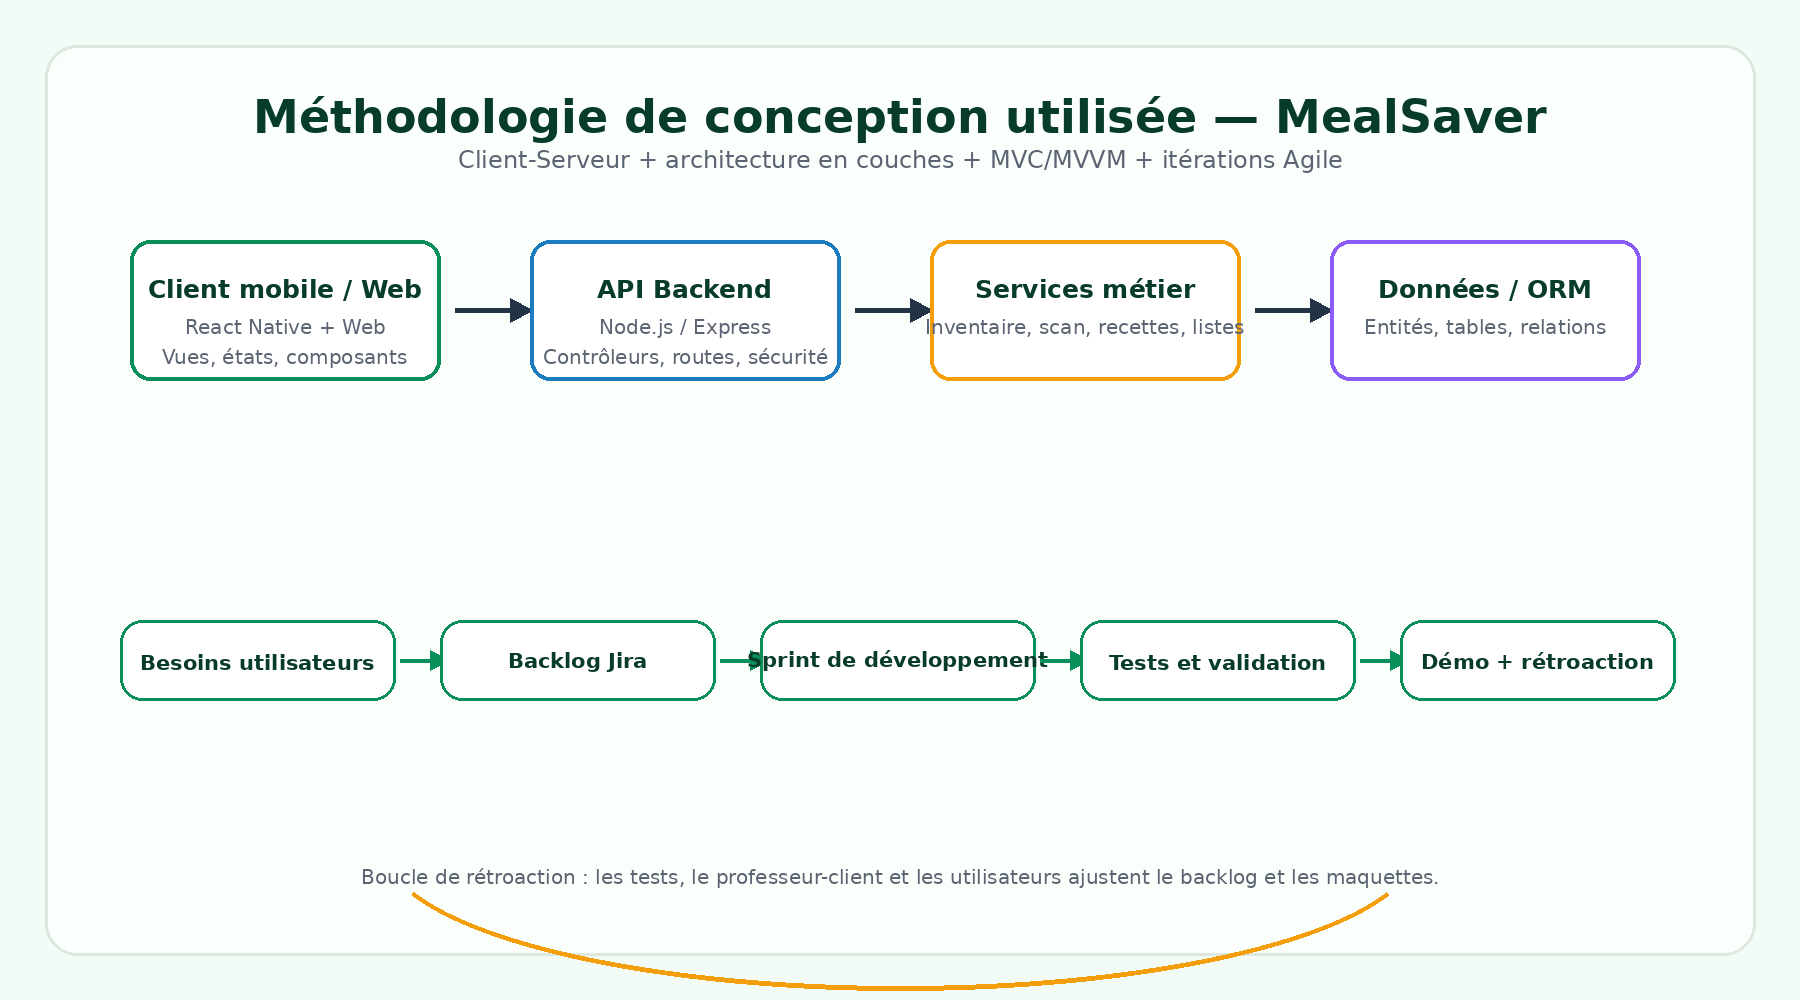 Méthodologie de conception utilisée — MealSaver
Client-Serveur + architecture en couches + MVC/MVVM + itérations Agile
Client mobile / Web
React Native + Web
Vues, états, composants
API Backend
Node.js / Express
Contrôleurs, routes, sécurité
Services métier
Inventaire, scan, recettes, listes
Données / ORM
Entités, tables, relations
Besoins utilisateurs
Backlog Jira
Sprint de développement
Tests et validation
Démo + rétroaction
Boucle de rétroaction : les tests, le professeur-client et les utilisateurs ajustent le backlog et les maquettes.